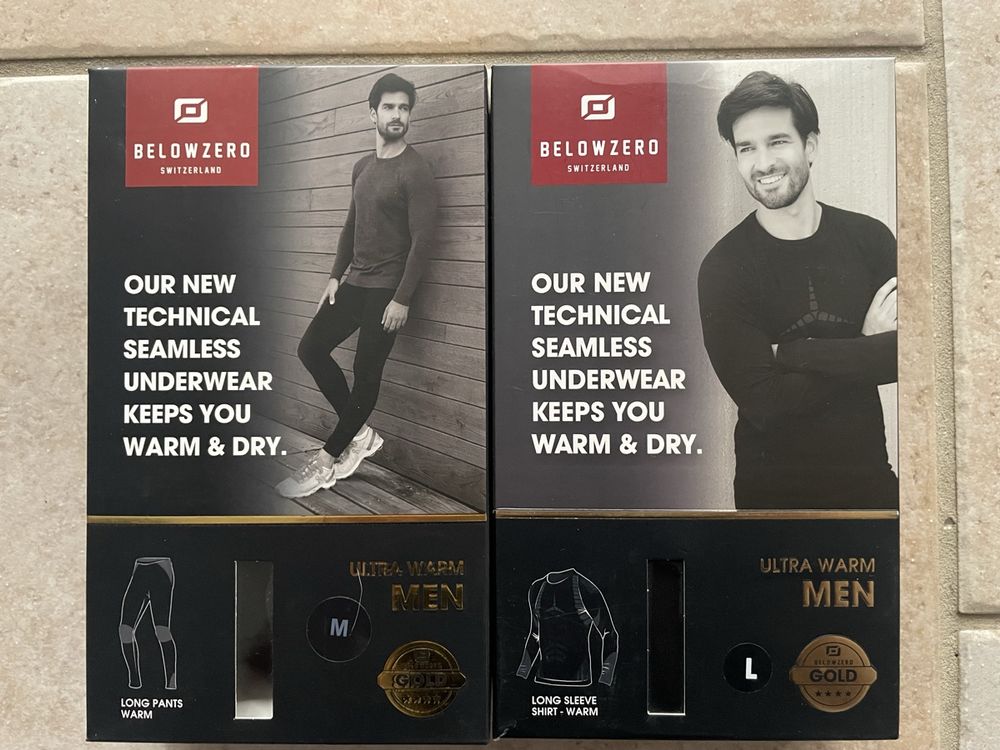 BELOWZERO
SWITZERLAND
OUR NEW
TECHNICAL
SEAMLESS
UNDERWEAR
KEEPS YOU
WARM & DRY.
ULTRA WARM
MEN
M
LONG PANTS
WARM
BELOWZERO
GOLD
BELOWZERO
SWITZERLAND
OUR NEW
TECHNICAL
SEAMLESS
UNDERWEAR
KEEPS YOU
WARM & DRY.
ULTRA WARM
MEN
L
LONG SLEEVE
SHIRT - WARM
BELOWZERO
GOLD